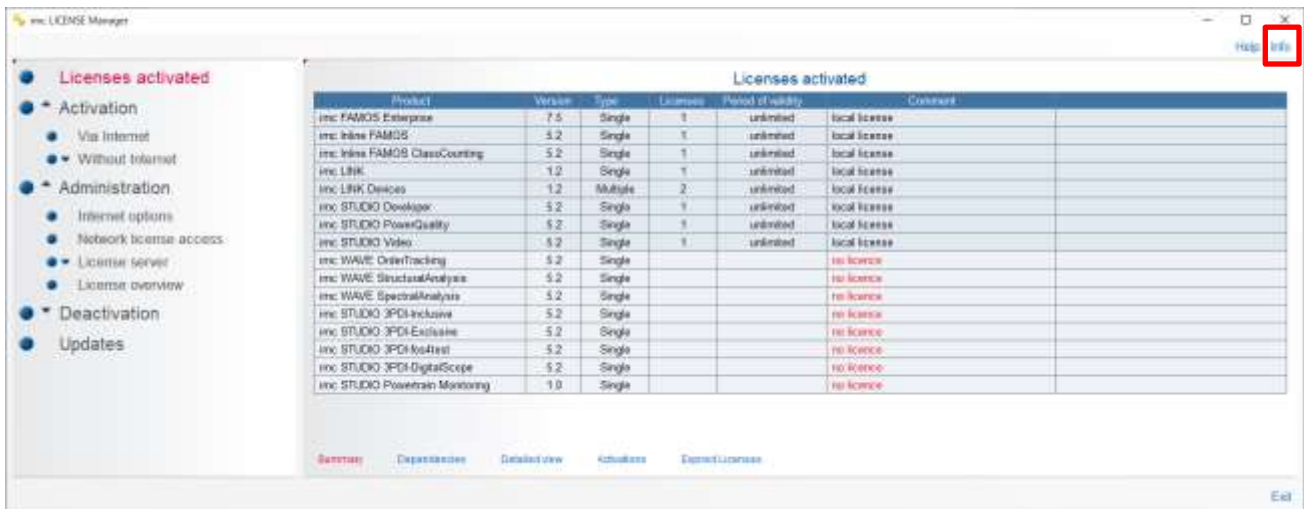 imc LICENSE Manager
Help Info
Licenses activated
Activation
Via Internet
Without Internet
Administration
Internet options
Network license access
License server
License overview
Deactivation
Updates
Licenses activated
Product Version Type Licenses Period of validity Comment
imc FAMOS Enterprise 7.5 Single 1 unlimited local license
imc Inline FAMOS 5.2 Single 1 unlimited local license
imc Inline FAMOS ClassCounting 5.2 Single 1 unlimited local license
imc LINK 1.2 Single 1 unlimited local license
imc LINK Devices 1.2 Multiple 2 unlimited local license
imc STUDIO Developer 5.2 Single 1 unlimited local license
imc STUDIO PowerQuality 5.2 Single 1 unlimited local license
imc STUDIO Video 5.2 Single 1 unlimited local license
imc WAVE OrderTracking 5.2 Single no licence
imc WAVE StructuralAnalysis 5.2 Single no licence
imc WAVE SpectralAnalysis 5.2 Single no licence
imc STUDIO 3PDI-Inclusive 5.2 Single no licence
imc STUDIO 3PDI-Exclusive 5.2 Single no licence
imc STUDIO 3PDI-fos4test 5.2 Single no licence
imc STUDIO 3PDI-DigitalScope 5.2 Single no licence
imc STUDIO Powertrain Monitoring 1.0 Single no licence
Summary Dependencies Detailed view Activations Expired Licenses
Exit